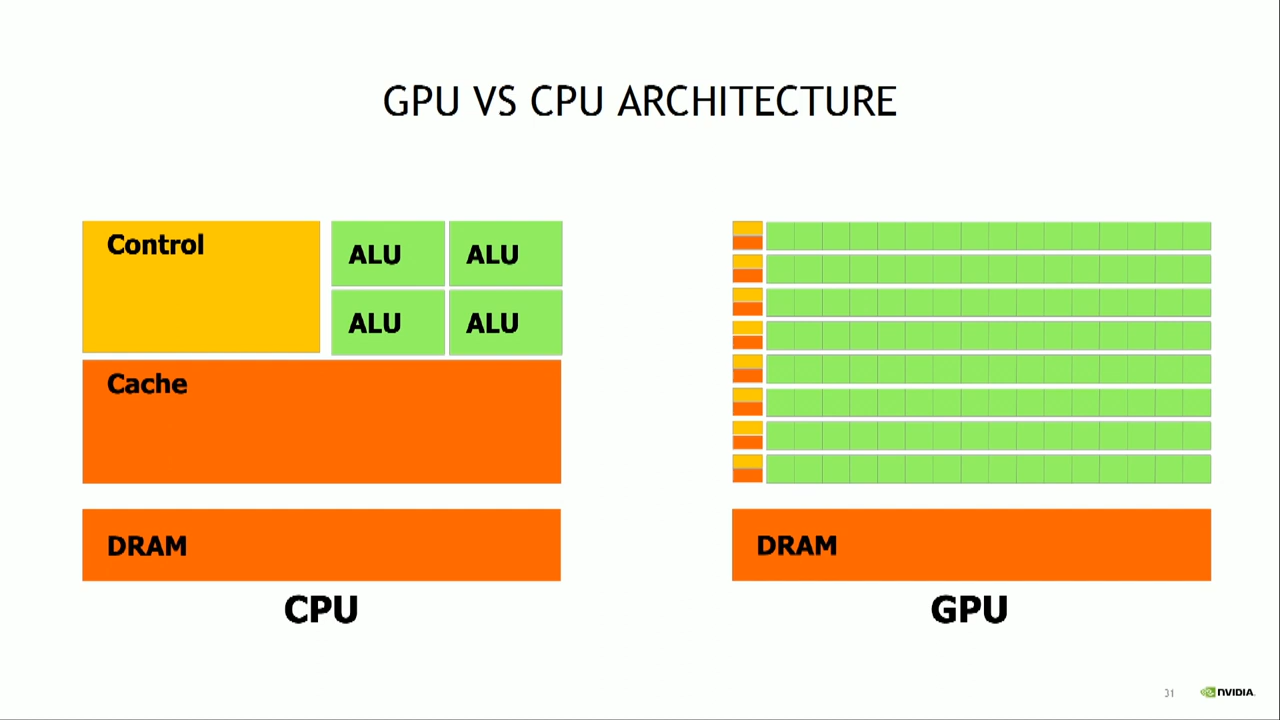 GPU VS CPU ARCHITECTURE
Control
ALU
ALU
ALU
ALU
Cache
DRAM
CPU
DRAM
GPU
31
NVIDIA.